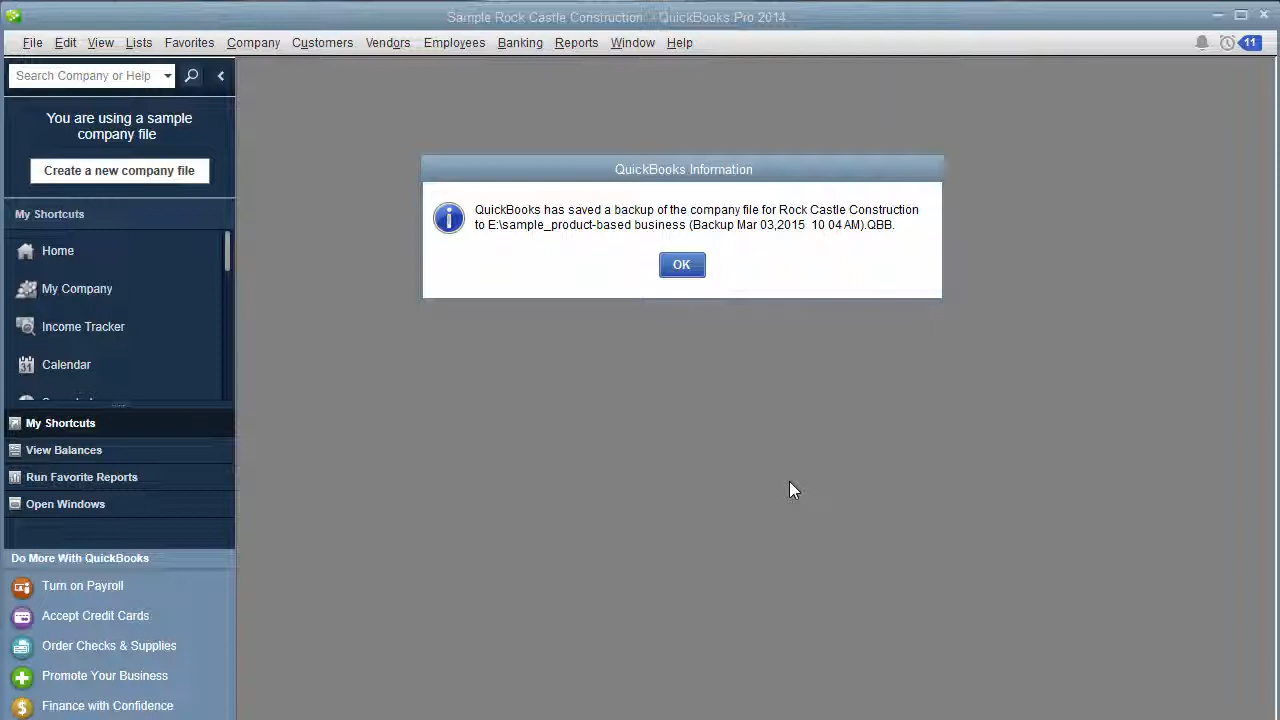 Sample Rock Castle Construction - QuickBooks Pro 2014
File Edit View Lists Favorites Company Customers Vendors Employees Banking Reports Window Help
11
Search Company or Help
You are using a sample
company file
Create a new company file
My Shortcuts
Home
My Company
Income Tracker
31
Calendar
My Shortcuts
View Balances
Run Favorite Reports
Open Windows
Do More With QuickBooks
Turn on Payroll
Accept Credit Cards
Order Checks & Supplies
Promote Your Business
Finance with Confidence
QuickBooks Information
QuickBooks has saved a backup of the company file for Rock Castle Construction
to E:\sample_product-based business (Backup Mar 03,2015  10 04 AM).QBB.
OK